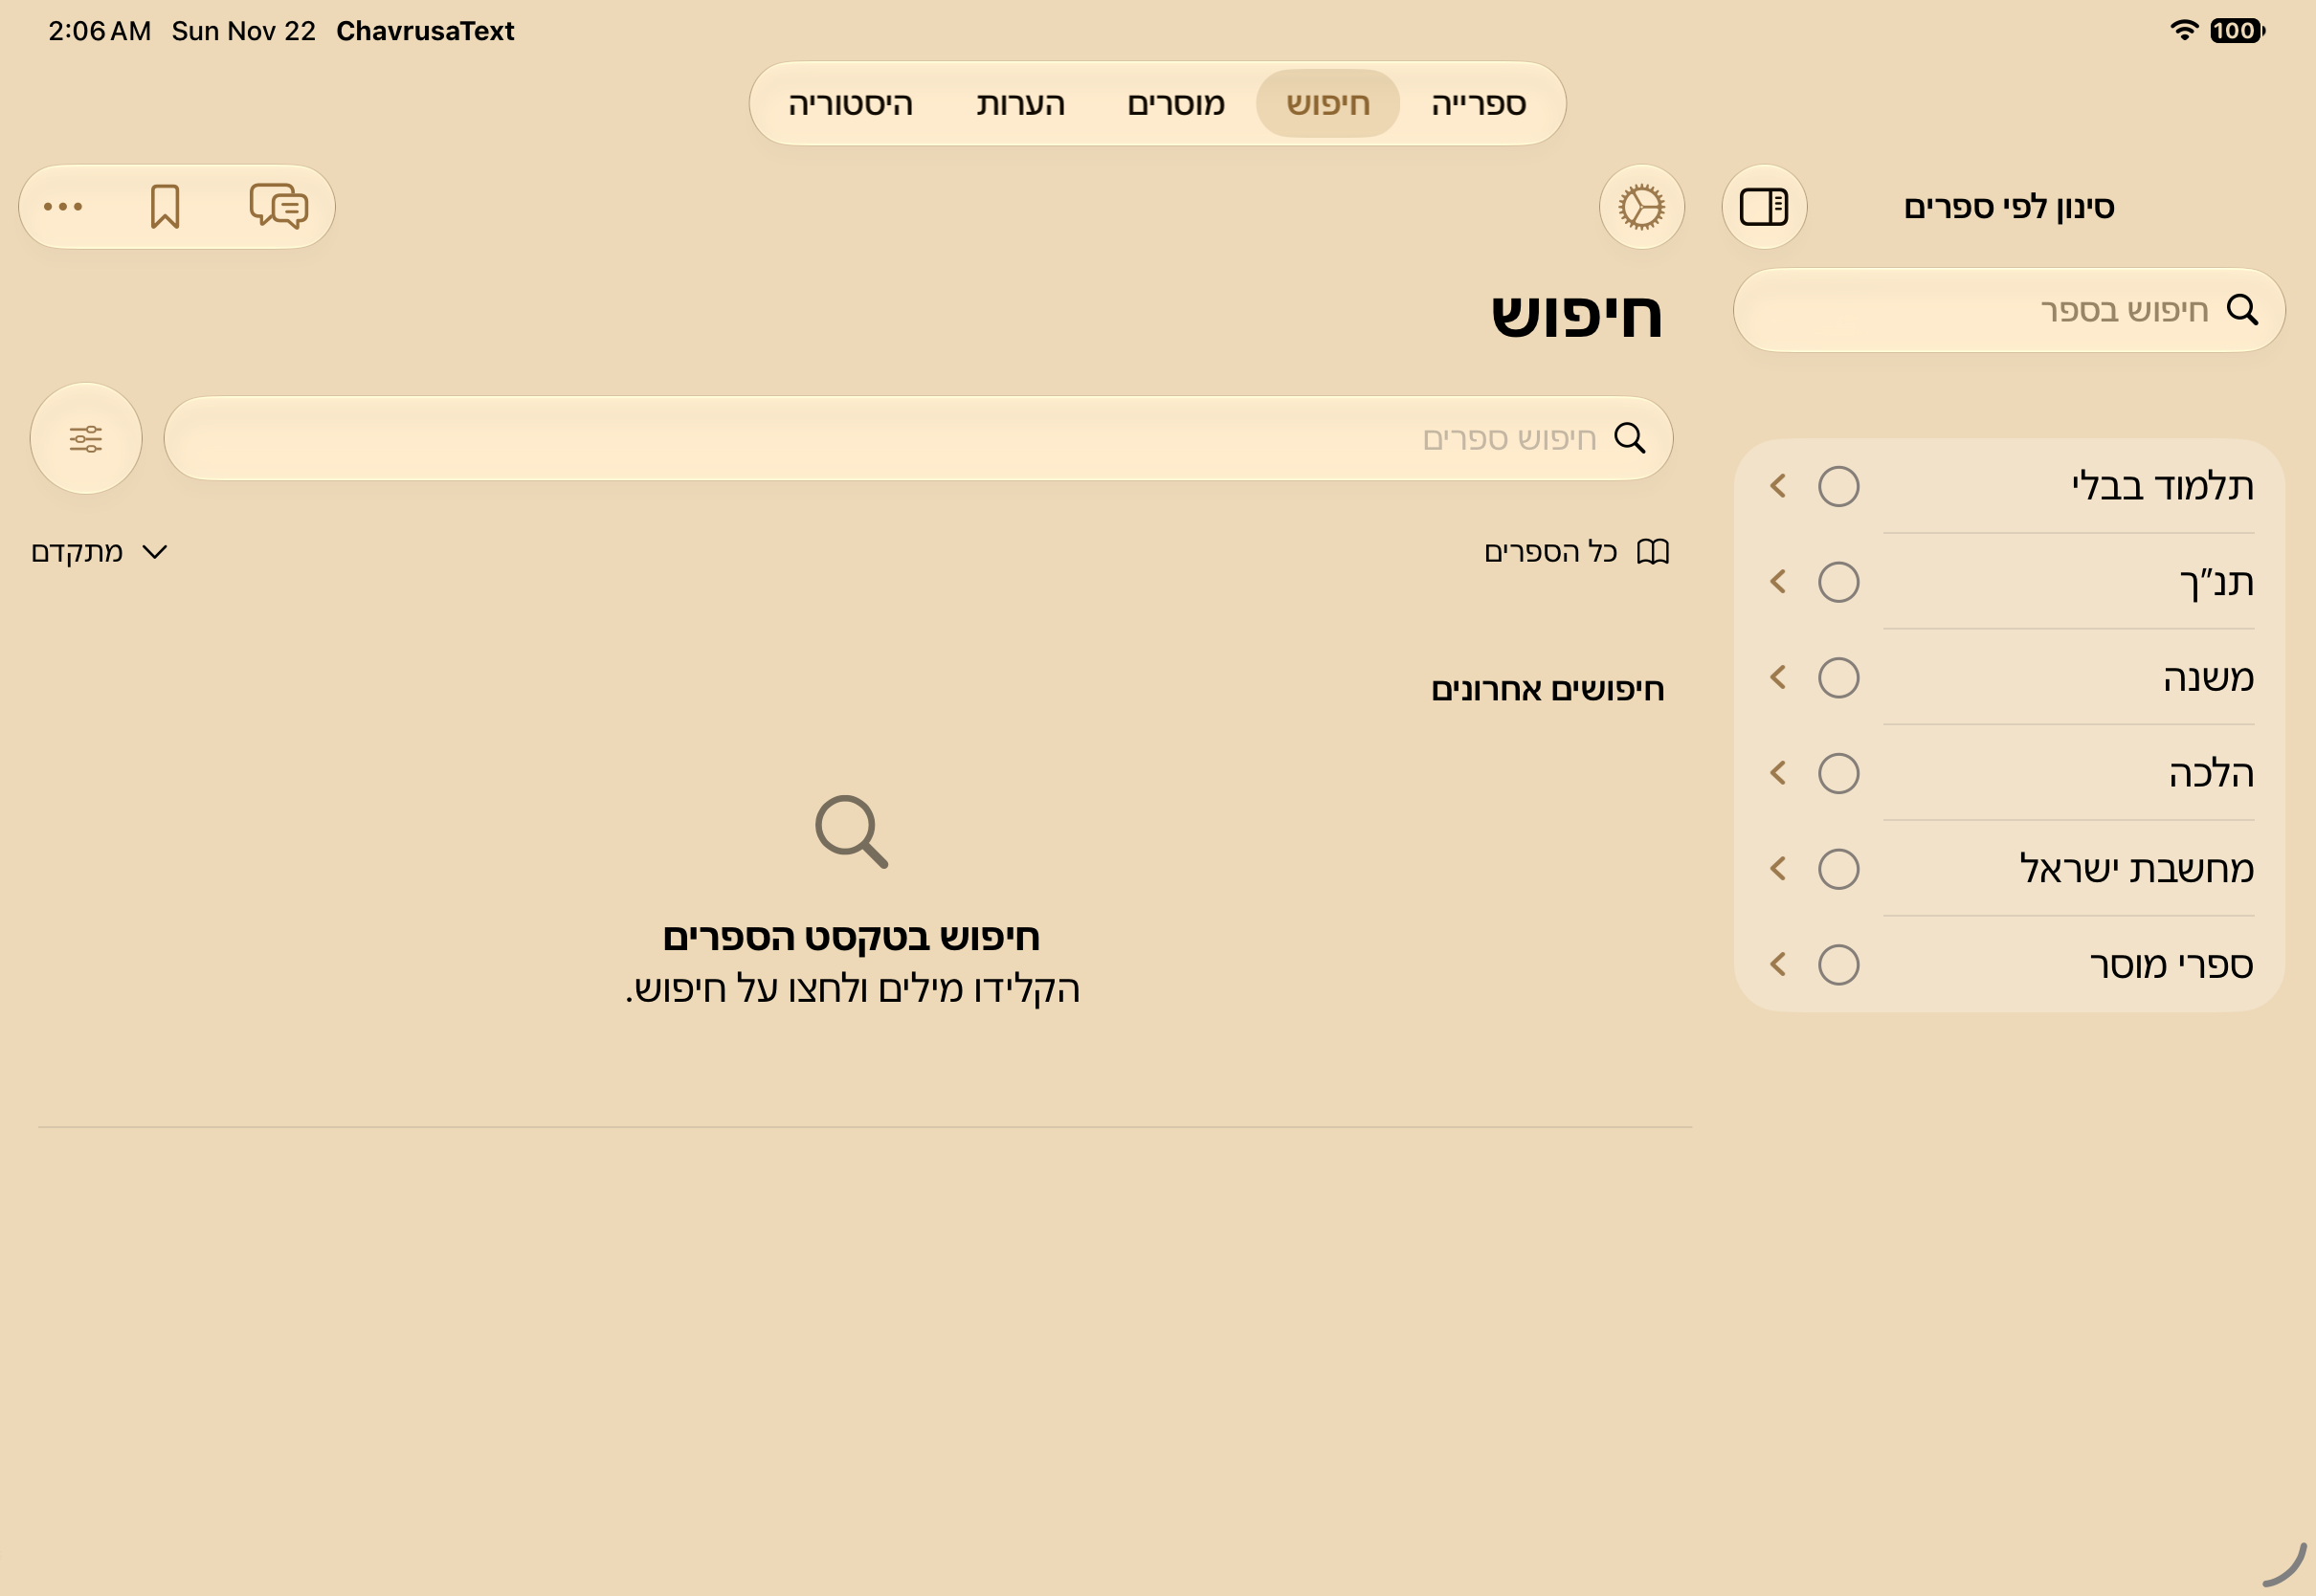 2:06 AM Sun Nov 22 ChavrusaText
100
ספרייה חיפוש מוסרים הערות היסטוריה
סינון לפי ספרים
חיפוש בספר
תלמוד בבלי
תנ"ך
משנה
הלכה
מחשבת ישראל
ספרי מוסר
חיפוש
חיפוש ספרים
כל הספרים
מתקדם
חיפושים אחרונים
חיפוש בטקסט הספרים
הקלידו מילים ולחצו על חיפוש.